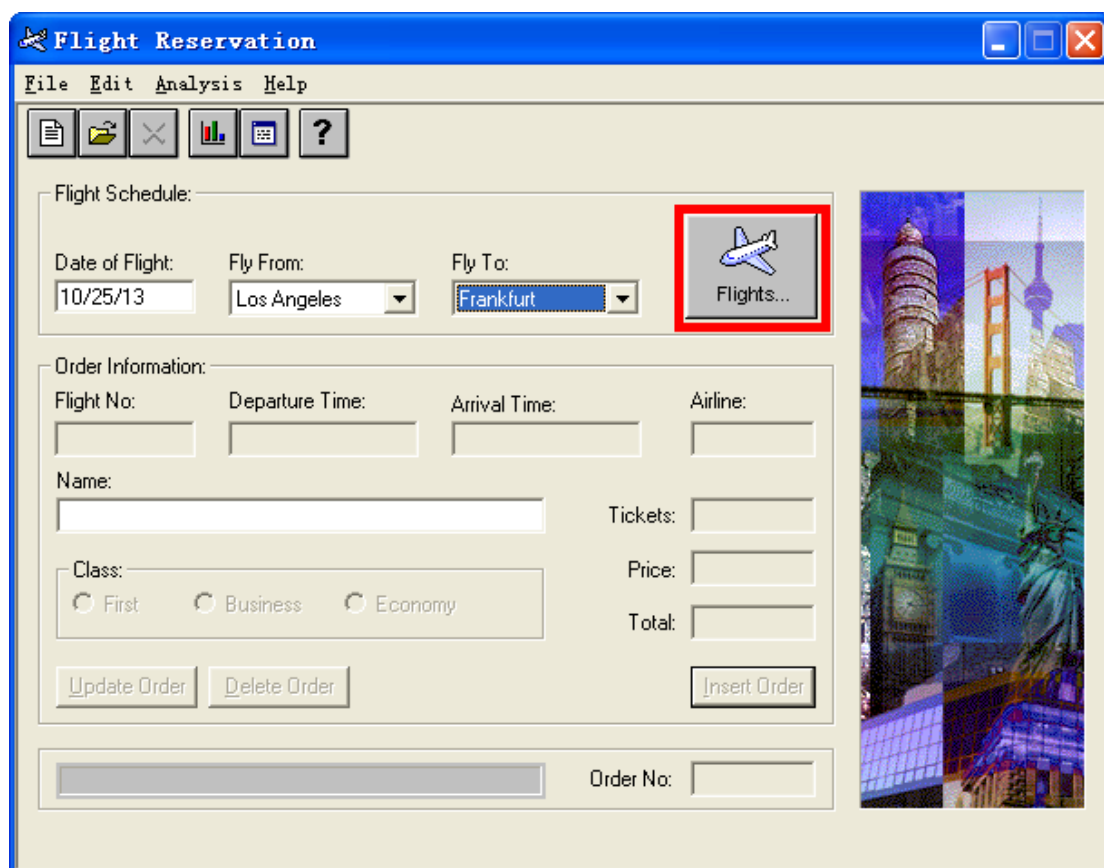 Flight Reservation
File Edit Analysis Help
?
Flight Schedule:
Date of Flight: Fly From: Fly To:
10/25/13 Los Angeles Frankfurt Flights...
Order Information:
Flight No: Departure Time: Arrival Time: Airline:
Name:
Tickets:
Class: Price:
First Business Economy
Total:
Update Order Delete Order Insert Order
Order No: